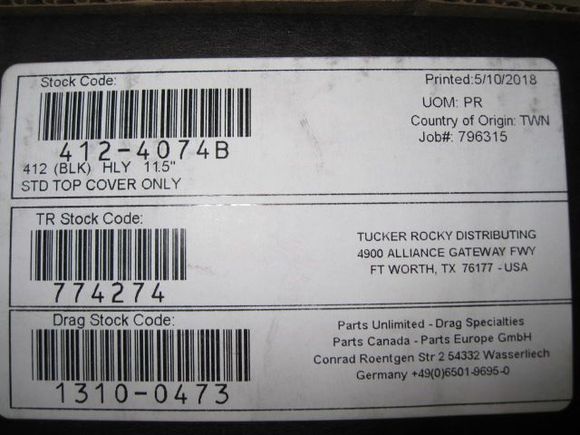 Stock Code:
Printed:5/10/2018
UOM: PR
Country of Origin: TWN
Job#: 796315
412-4074B
412 (BLK) HLY 11.5"
STD TOP COVER ONLY
TR Stock Code:
774274
TUCKER ROCKY DISTRIBUTING
4900 ALLIANCE GATEWAY FWY
FT WORTH, TX 76177 - USA
Drag Stock Code:
1310-0473
Parts Unlimited - Drag Specialties
Parts Canada - Parts Europe GmbH
Conrad Roentgen Str 2 54332 Wasserliech
Germany +49(0)6501-9695-0